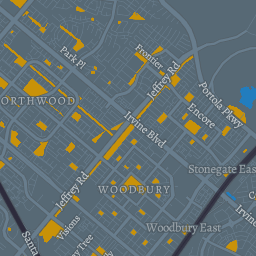 Park Pl
Frontier
Jeffrey Rd
Portola Pkwy
Encore
ORTHWOOD
Irvine Blvd
Stonegate East
Jeffrey Rd
WOODBURY
Irvine
Visions
Woodbury East
Santa
Tree